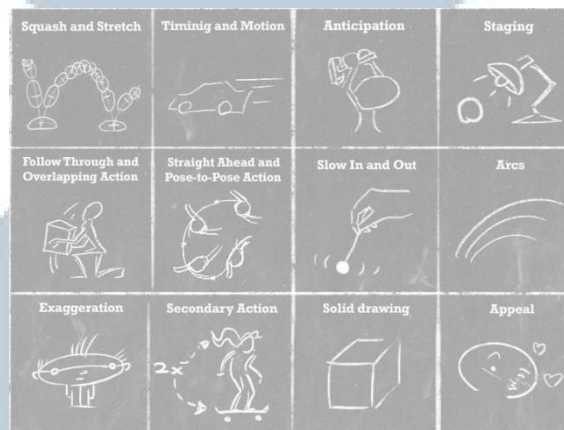 Squash and Stretch
Timinig and Motion
Anticipation
Staging
Follow Through and
Overlapping Action
Straight Ahead and
Pose-to-Pose Action
Slow In and Out
Arcs
Exaggeration
Secondary Action
2x
Solid drawing
Appeal